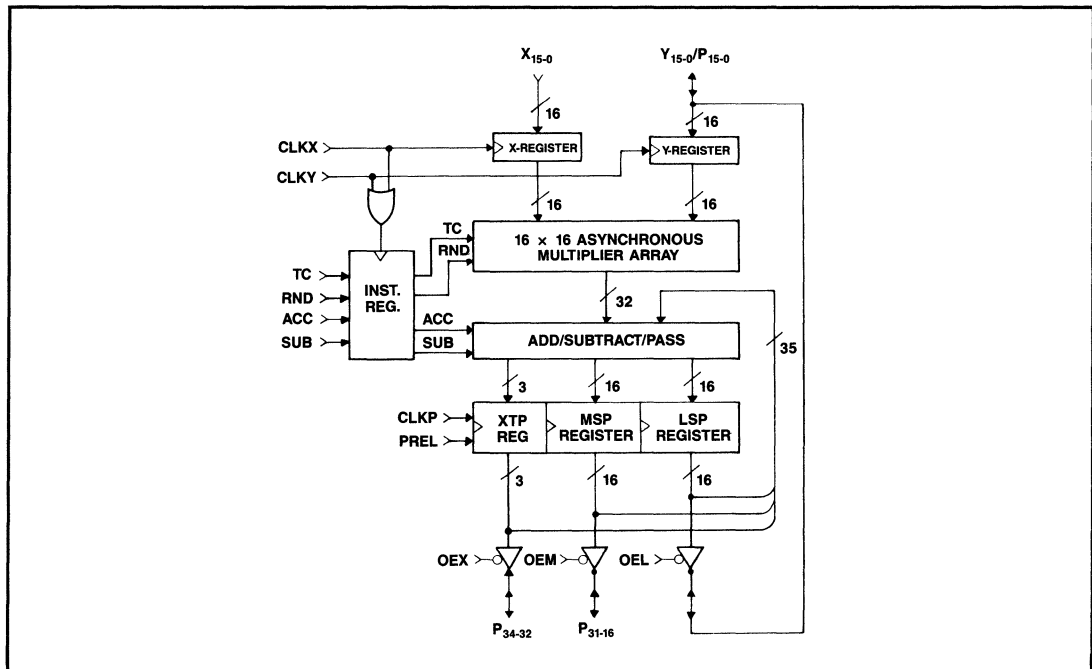 X15-0 Y15-0/P15-0
16 16
CLKX X-REGISTER Y-REGISTER
CLKY
16 16
TC 16 × 16 ASYNCHRONOUS
RND MULTIPLIER ARRAY
TC INST.
RND REG.
32
ACC ACC
SUB SUB ADD/SUBTRACT/PASS
35
3 16 16
CLKP XTP MSP LSP
PREL REG REGISTER REGISTER
3 16 16
OEX OEM OEL
P34-32 P31-16